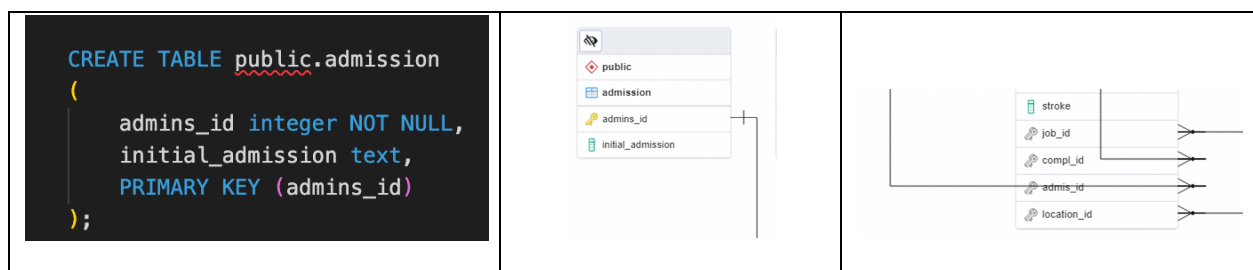 CREATE TABLE public.admission
(
admins_id integer NOT NULL,
initial_admission text,
PRIMARY KEY (admins_id)
);
public
admission
admins_id
initial_admission
stroke
job_id
compl_id
admis_id
location_id